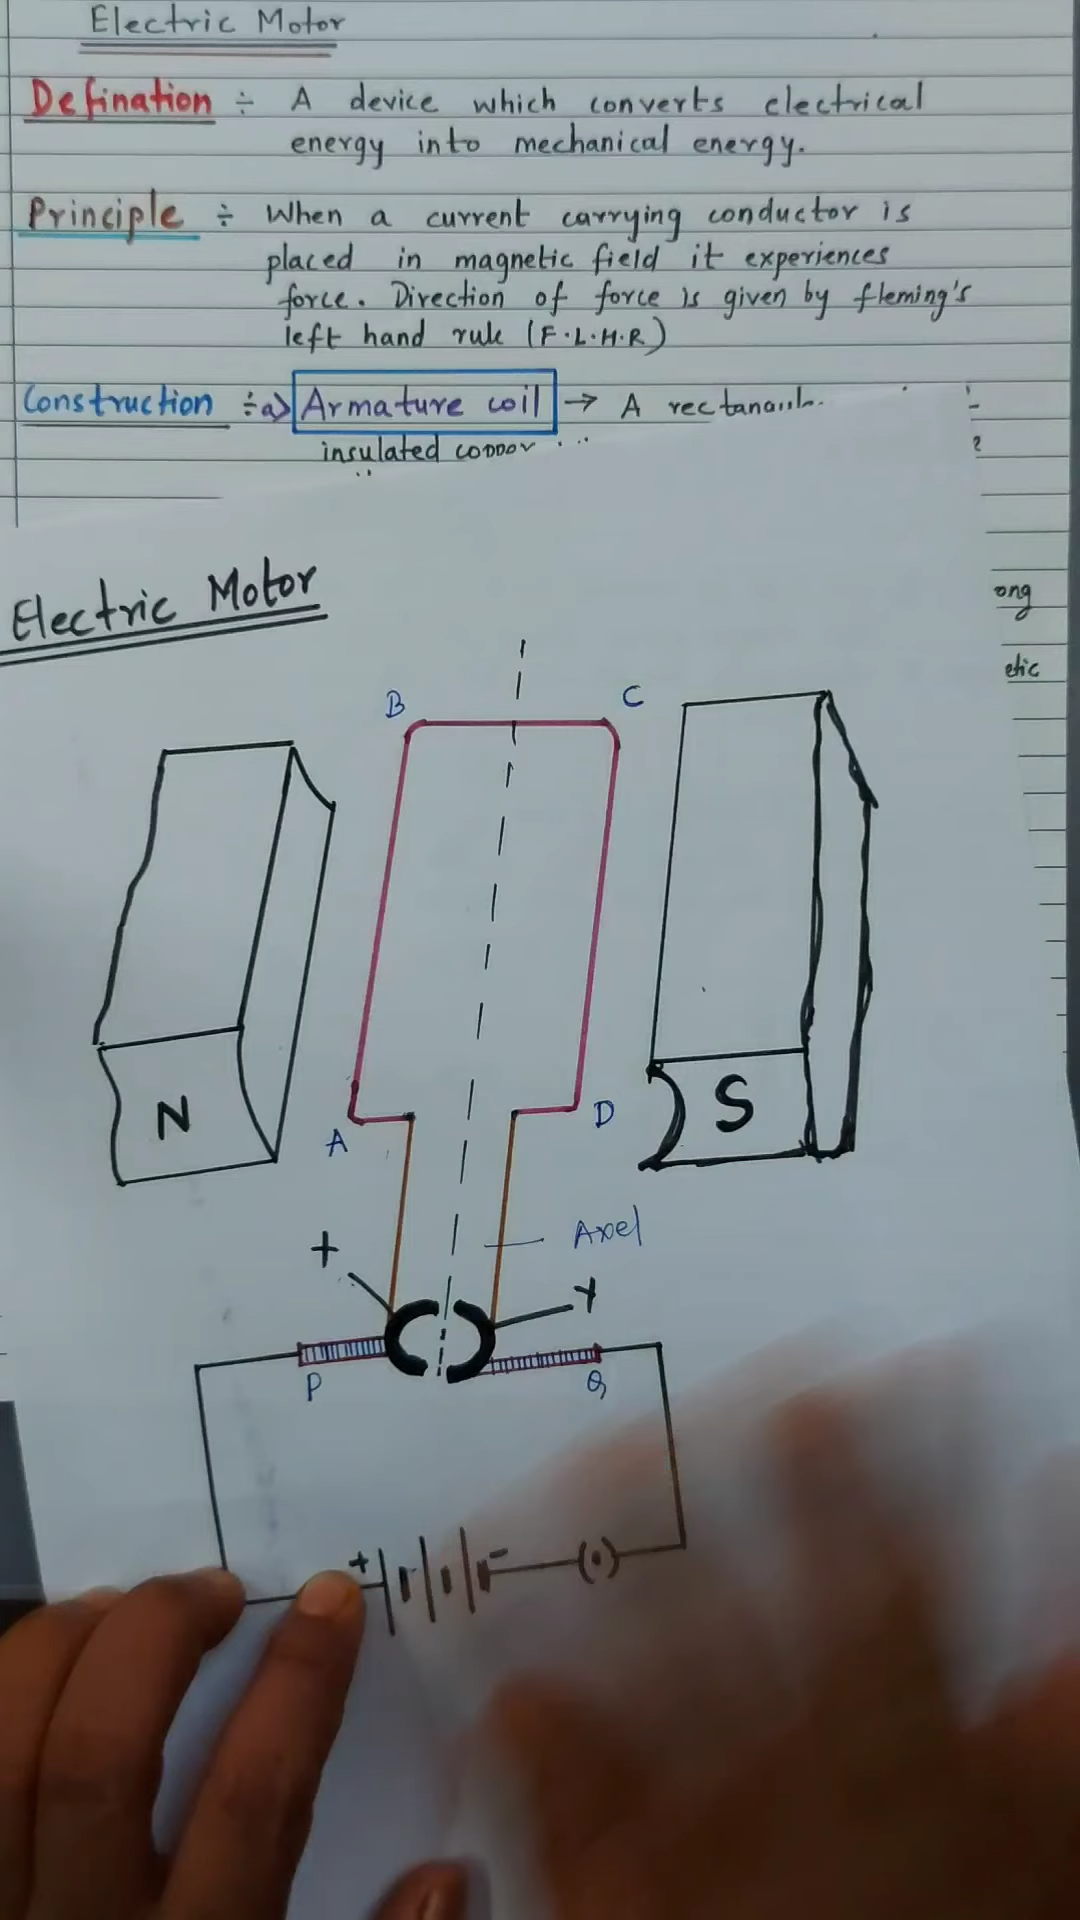 Electric Motor
Defination ÷ A device which converts electrical
energy into mechanical energy.
Principle ÷ When a current carrying conductor is
placed in magnetic field it experiences
force. Direction of force is given by fleming's
left hand rule (F.L.H.R)
Construction ÷ a) Armature coil → A
insulated
ong
etic
Electric Motor
B C
N S
A D
Axel
+
P Q
+ -
(•)